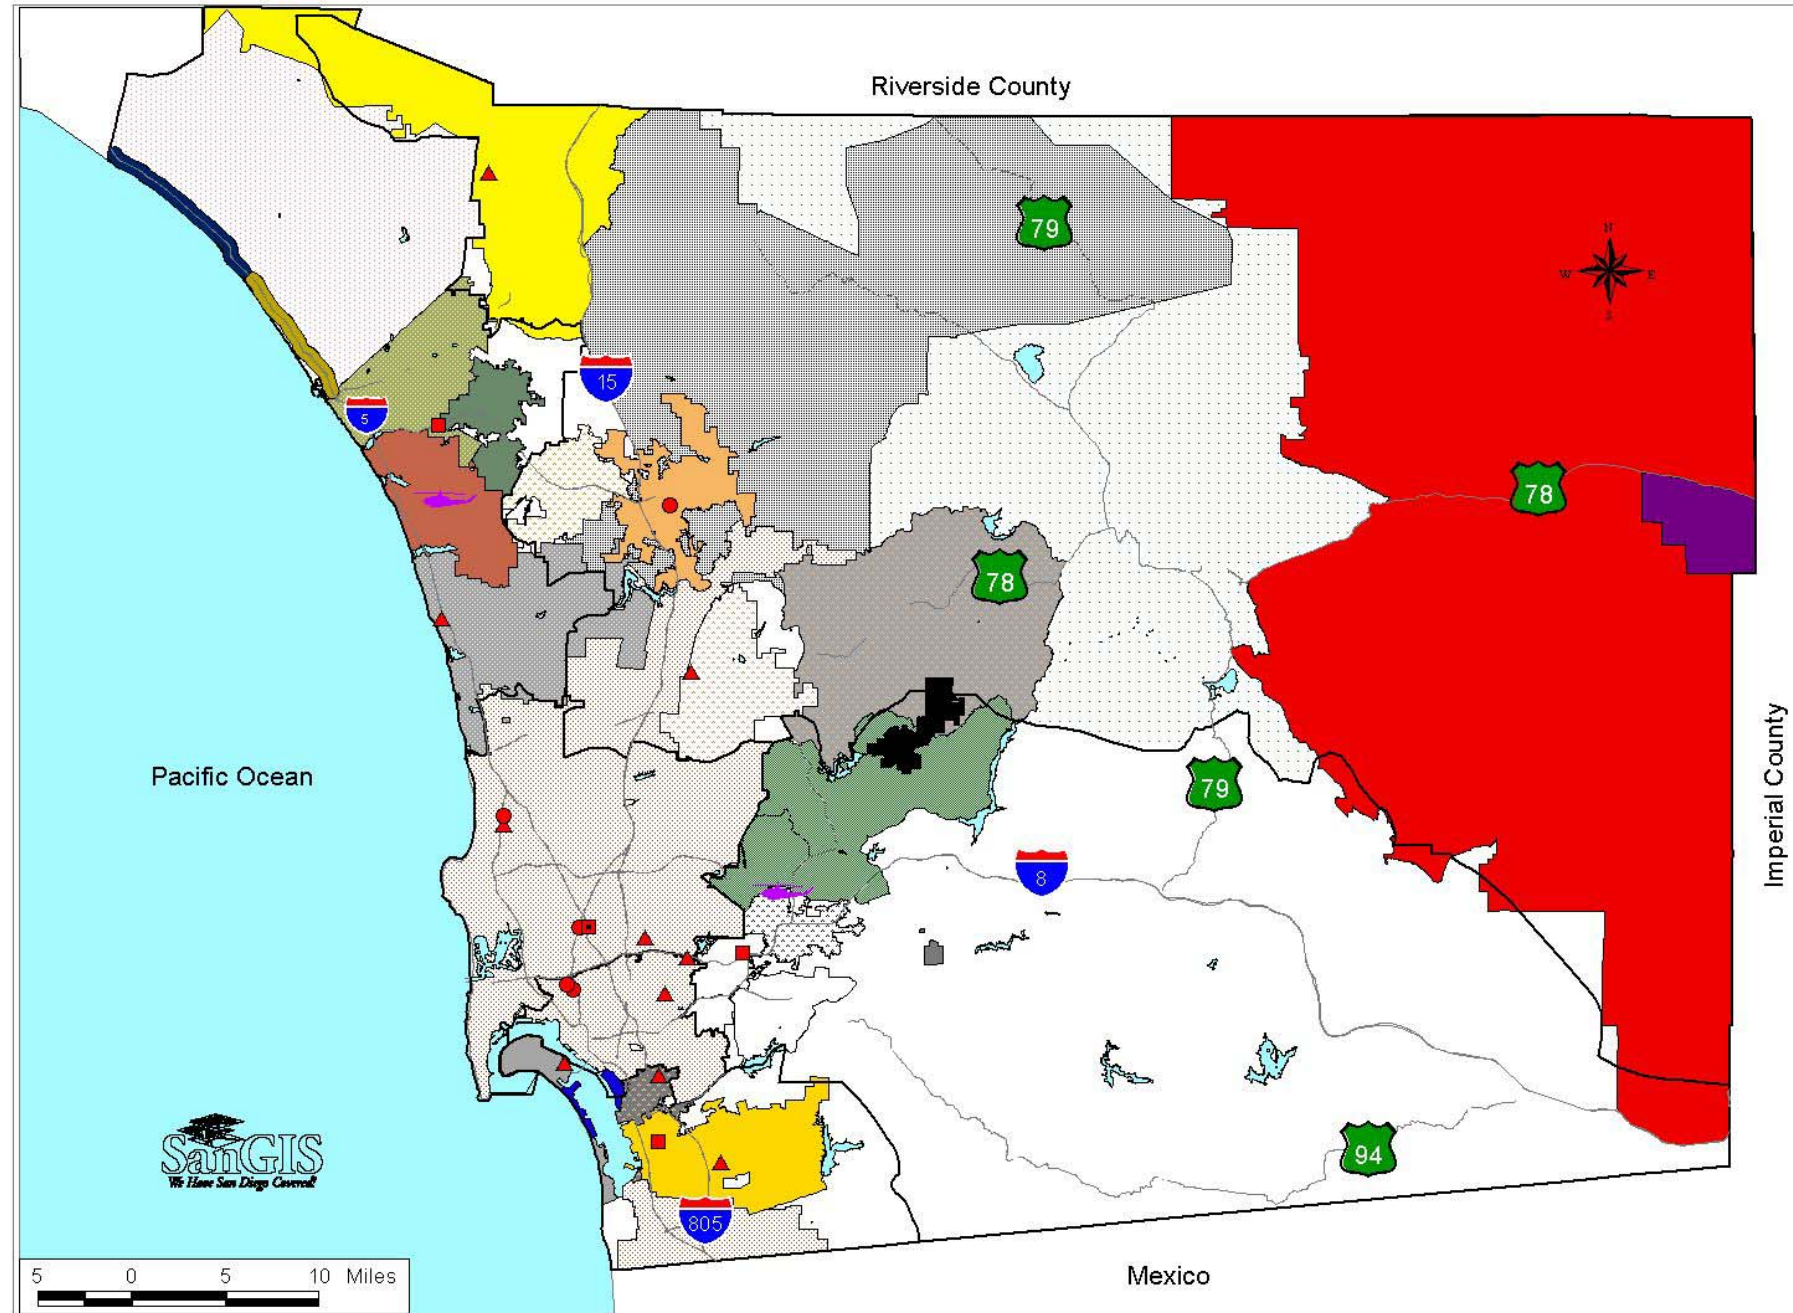 Riverside County
79
N
W E
S
15
5
78
78
Pacific Ocean
79
Imperial County
8
SanGIS
We Have San Diego Covered!
94
805
5 0 5 10 Miles
Mexico